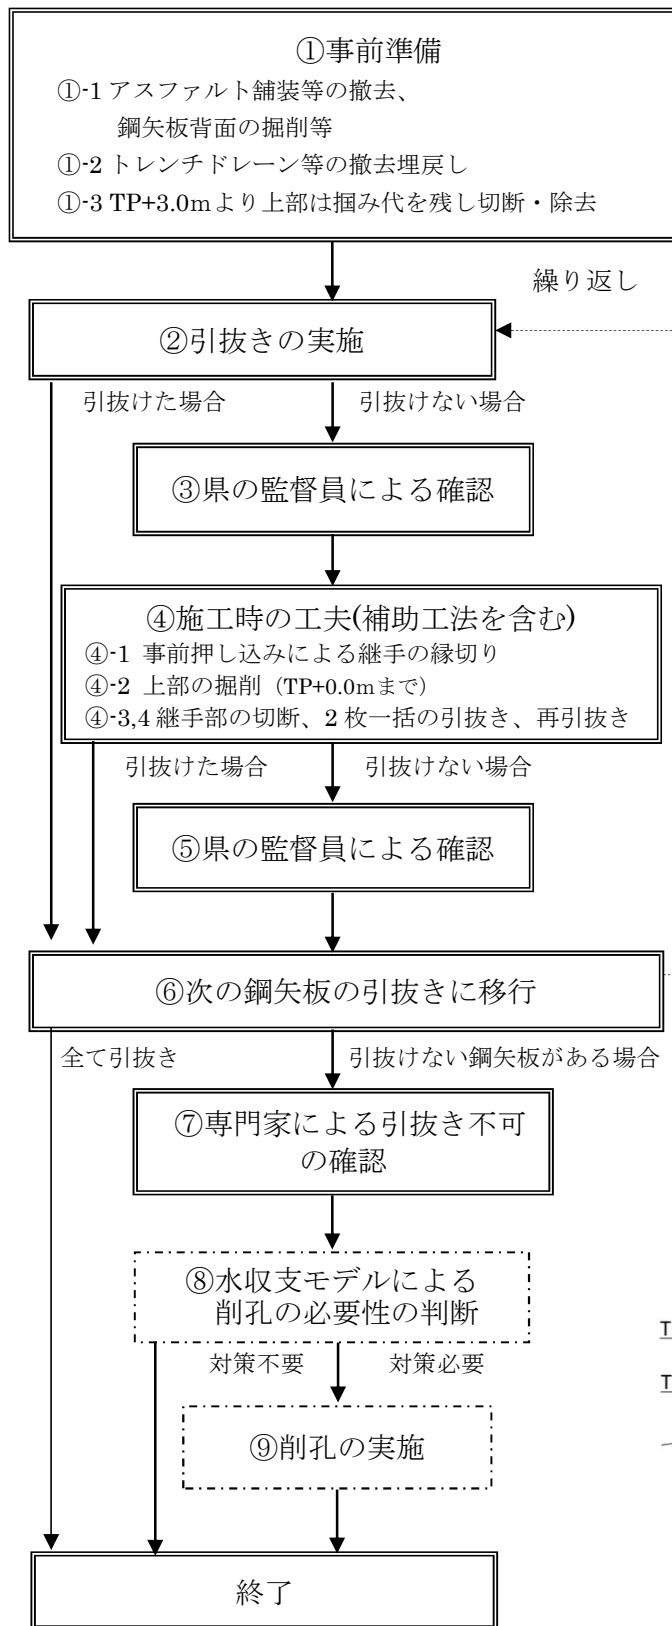 ①事前準備
①-1 アスファルト舗装等の撤去、
鋼矢板背面の掘削等
①-2 トレンチドレーン等の撤去埋戻し
①-3 TP+3.0mより上部は掴み代を残し切断・除去
繰り返し
②引抜きの実施
引抜けた場合 引抜けない場合
③県の監督員による確認
④施工時の工夫(補助工法を含む)
④-1 事前押し込みによる継手の縁切り
④-2 上部の掘削（TP+0.0mまで）
④-3,4 継手部の切断、2 枚一括の引抜き、再引抜き
引抜けた場合 引抜けない場合
⑤県の監督員による確認
⑥次の鋼矢板の引抜きに移行
全て引抜き 引抜けない鋼矢板がある場合
⑦専門家による引抜き不可
の確認
⑧水収支モデルによる
削孔の必要性の判断
対策不要 対策必要
⑨削孔の実施
終了
T
T